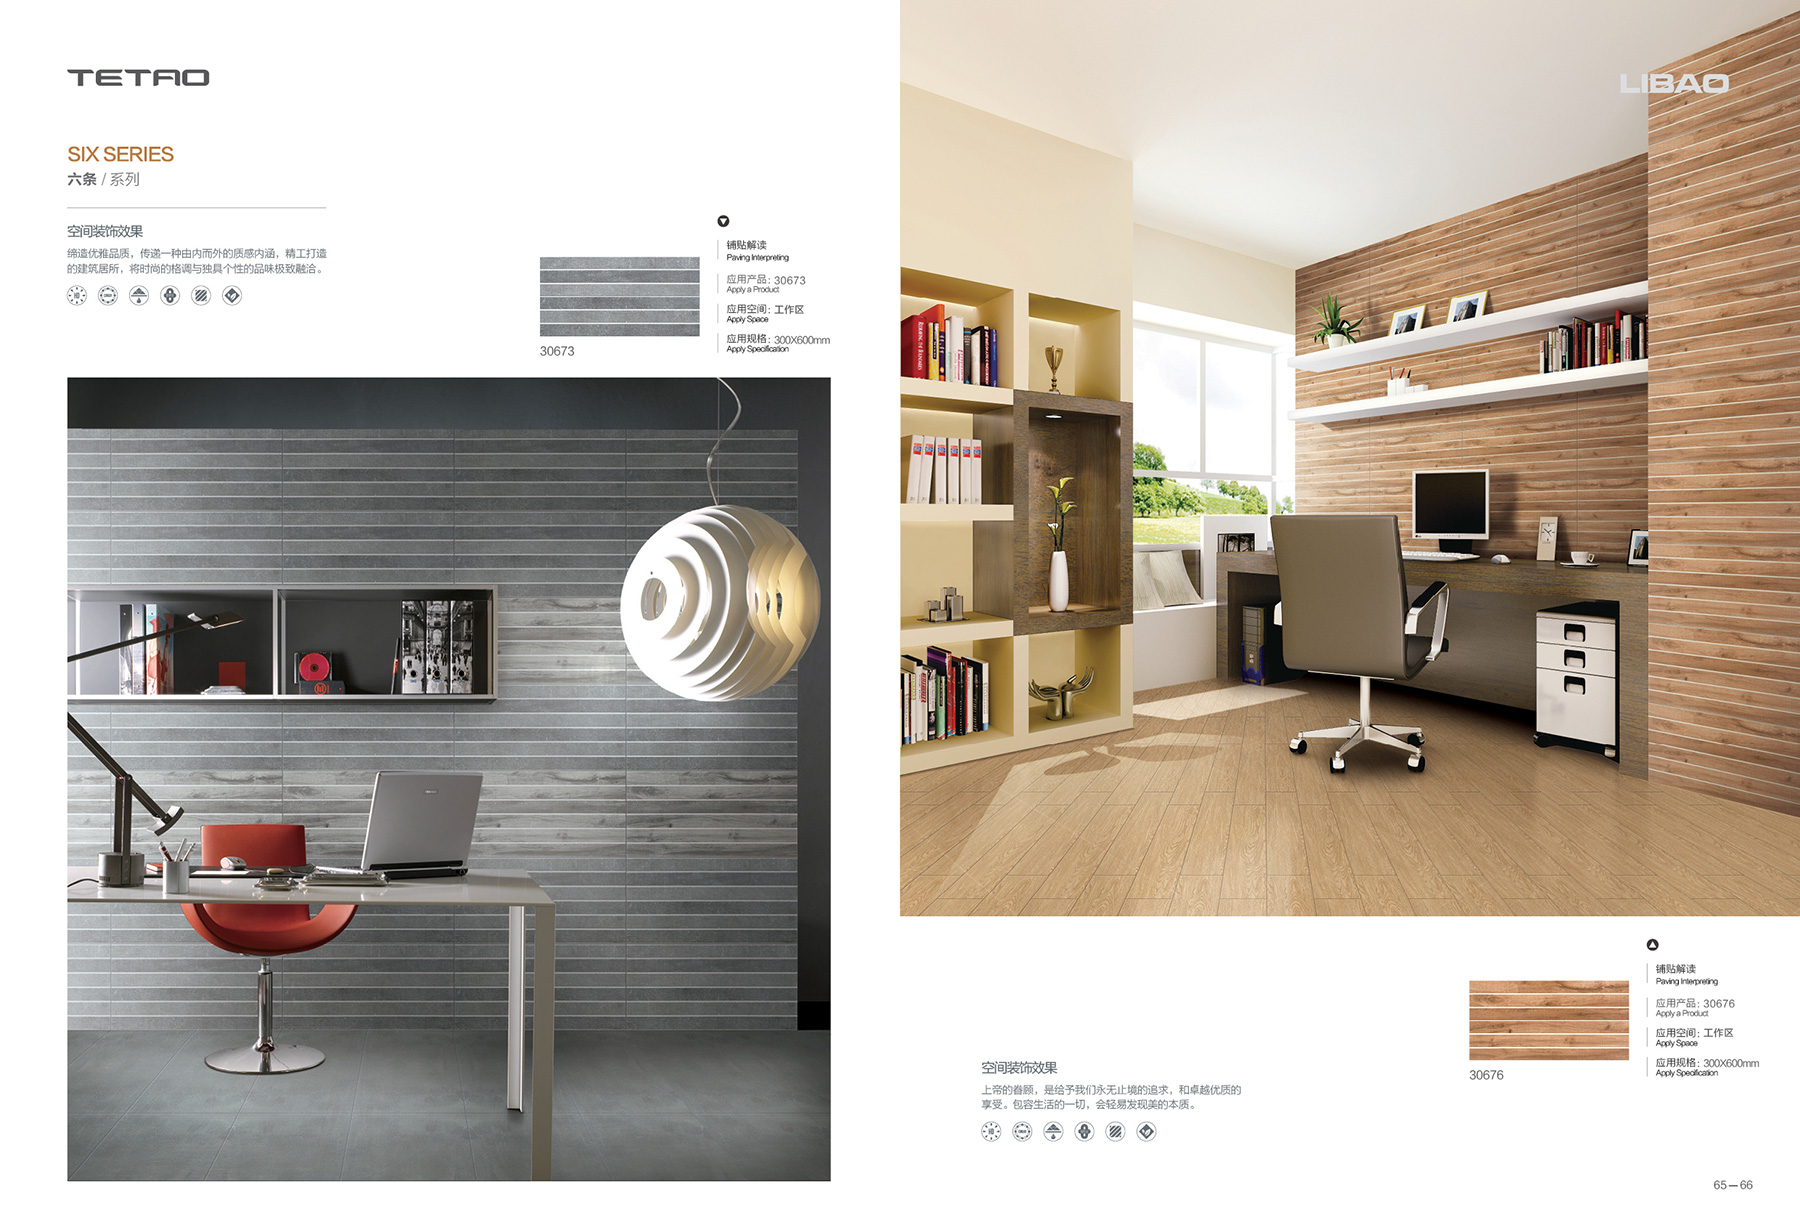 TETAO
SIX SERIES
六条 / 系列
空间装饰效果
缔造优雅品质，传递一种由内而外的质感内涵，精工打造
的建筑居所，将时尚的格调与独具个性的品味极致融洽。
30673
铺贴解读
Paving Interpreting
应用产品：30673
Apply a Product
应用空间：工作区
Apply Space
应用规格：300X600mm
Apply Specification
LIBAO
空间装饰效果
上帝的眷顾，是给予我们永无止境的追求，和卓越优质的
享受。包容生活的一切，会轻易发现美的本质。
30676
铺贴解读
Paving Interpreting
应用产品：30676
Apply a Product
应用空间：工作区
Apply Space
应用规格：300X600mm
Apply Specification
65—66